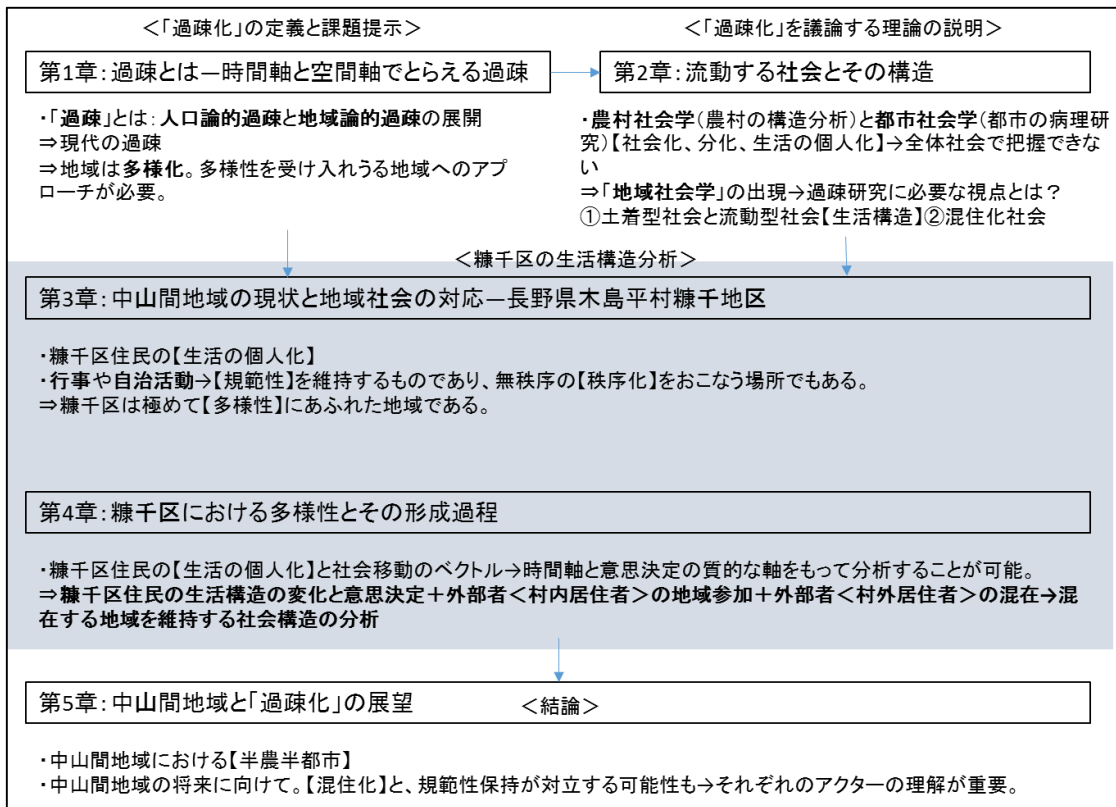 ＜「過疎化」の定義と課題提示＞
第1章：過疎とは―時間軸と空間軸でとらえる過疎
・「過疎」とは：人口論的過疎と地域論的過疎の展開
⇒現代の過疎
⇒地域は多様化。多様性を受け入れうる地域へのアプ
ローチが必要。
＜「過疎化」を議論する理論の説明＞
第2章：流動する社会とその構造
・農村社会学（農村の構造分析）と都市社会学（都市の病理研
究）【社会化、分化、生活の個人化】→全体社会で把握できな
い
⇒「地域社会学」の出現→過疎研究に必要な視点とは？
①土着型社会と流動型社会【生活構造】②混住化社会
＜糠千区の生活構造分析＞
第3章：中山間地域の現状と地域社会の対応―長野県木島平村糠千地区
・糠千区住民の【生活の個人化】
・行事や自治活動→【規範性】を維持するものであり、無秩序の【秩序化】をおこなう場所でもある。
⇒糠千区は極めて【多様性】にあふれた地域である。
第4章：糠千区における多様性とその形成過程
・糠千区住民の【生活の個人化】と社会移動のベクトル→時間軸と意思決定の質的な軸をもって分析することが可能。
⇒糠千区住民の生活構造の変化と意思決定＋外部者＜村内居住者＞の地域参加＋外部者＜村外居住者＞の混在→混
在する地域を維持する社会構造の分析
第5章：中山間地域と「過疎化」の展望 ＜結論＞
・中山間地域における【半農半都市】
・中山間地域の将来に向けて。【混住化】と、規範性保持が対立する可能性も→それぞれのアクターの理解が重要。